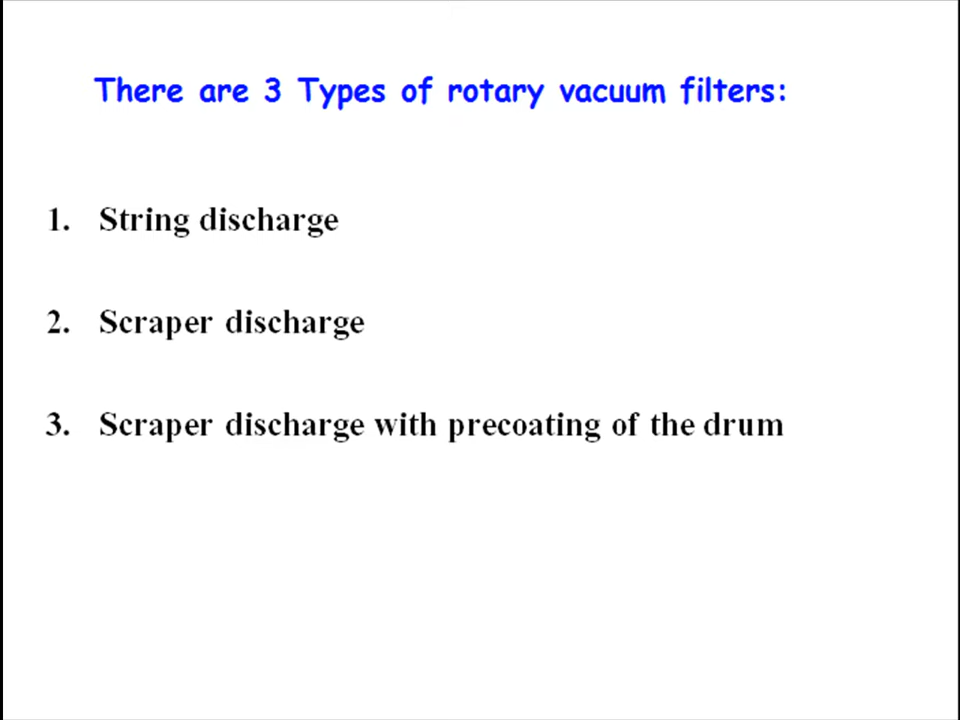 There are 3 Types of rotary vacuum filters:
1. String discharge
2. Scraper discharge
3. Scraper discharge with precoating of the drum